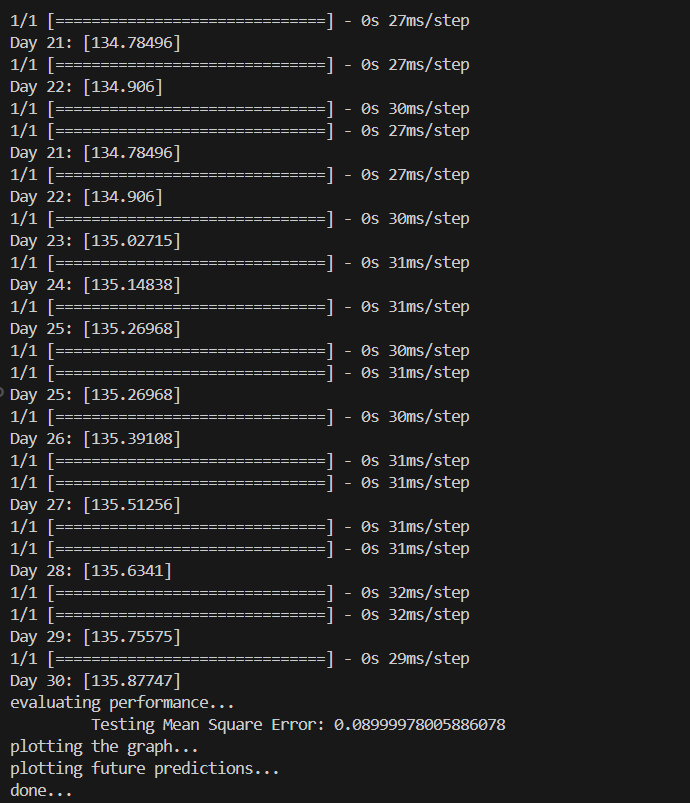 1/1 [==============================] - 0s 27ms/step
Day 21: [134.78496]
1/1 [==============================] - 0s 27ms/step
Day 22: [134.906]
1/1 [==============================] - 0s 30ms/step
1/1 [==============================] - 0s 27ms/step
Day 21: [134.78496]
1/1 [==============================] - 0s 27ms/step
Day 22: [134.906]
1/1 [==============================] - 0s 30ms/step
Day 23: [135.02715]
1/1 [==============================] - 0s 31ms/step
Day 24: [135.14838]
1/1 [==============================] - 0s 31ms/step
Day 25: [135.26968]
1/1 [==============================] - 0s 30ms/step
1/1 [==============================] - 0s 31ms/step
Day 25: [135.26968]
1/1 [==============================] - 0s 30ms/step
Day 26: [135.39108]
1/1 [==============================] - 0s 31ms/step
1/1 [==============================] - 0s 31ms/step
Day 27: [135.51256]
1/1 [==============================] - 0s 31ms/step
1/1 [==============================] - 0s 31ms/step
Day 28: [135.6341]
1/1 [==============================] - 0s 32ms/step
1/1 [==============================] - 0s 32ms/step
Day 29: [135.75575]
1/1 [==============================] - 0s 29ms/step
Day 30: [135.87747]
evaluating performance...
Testing Mean Square Error: 0.08999978005886078
plotting the graph...
plotting future predictions...
done...